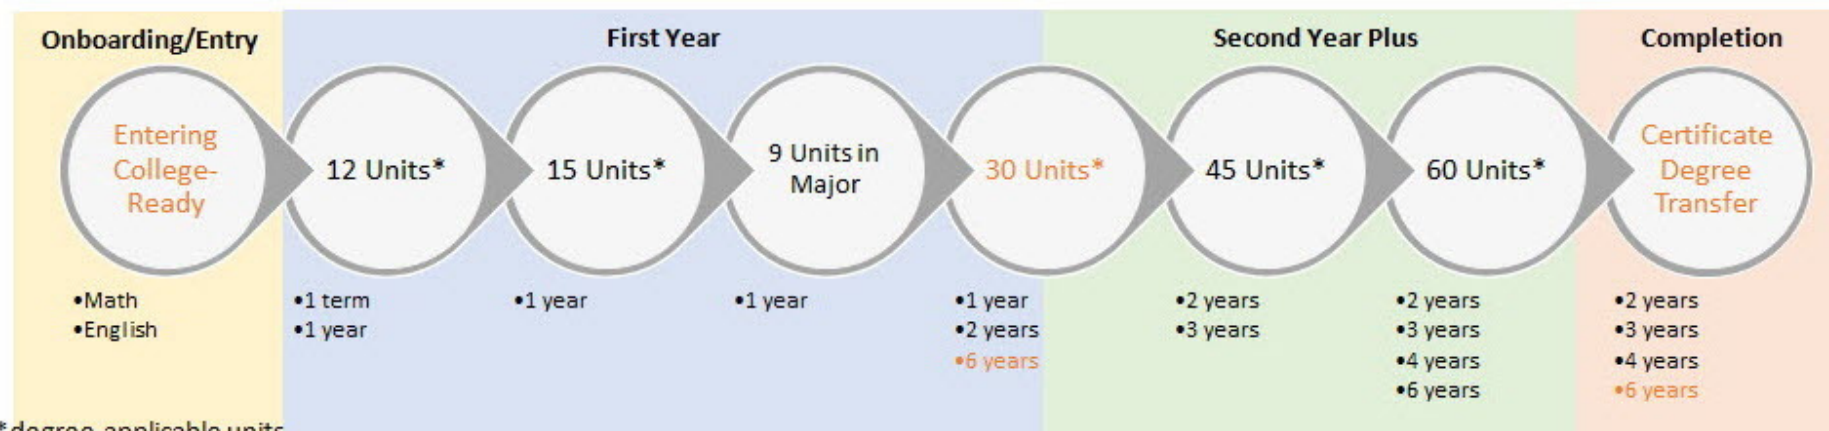 Onboarding/Entry
First Year
Second Year Plus
Completion
Entering
College-
Ready
12 Units*
15 Units*
9 Units in
Major
30 Units*
45 Units*
60 Units*
Certificate
Degree
Transfer
•Math
•English
•1 term
•1 year
•1 year
•1 year
•1 year
•2 years
•6 years
•2 years
•3 years
•2 years
•3 years
•4 years
•6 years
•2 years
•3 years
•4 years
•6 years
*degree-applicable units